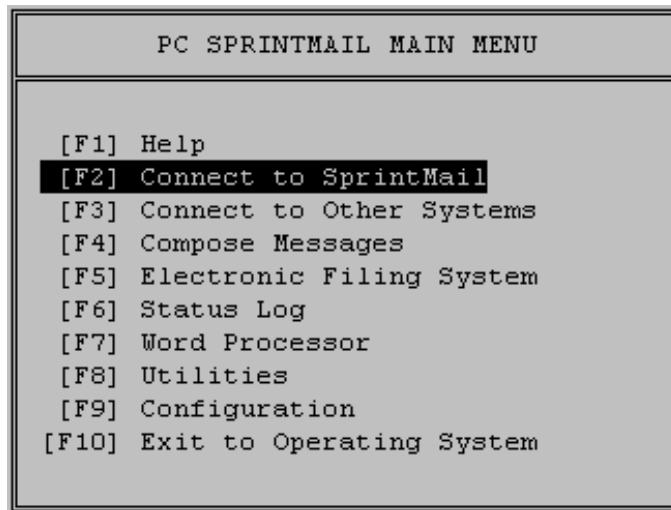 PC SPRINTMAIL MAIN MENU
[F1] Help
[F2] Connect to SprintMail
[F3] Connect to Other Systems
[F4] Compose Messages
[F5] Electronic Filing System
[F6] Status Log
[F7] Word Processor
[F8] Utilities
[F9] Configuration
[F10] Exit to Operating System